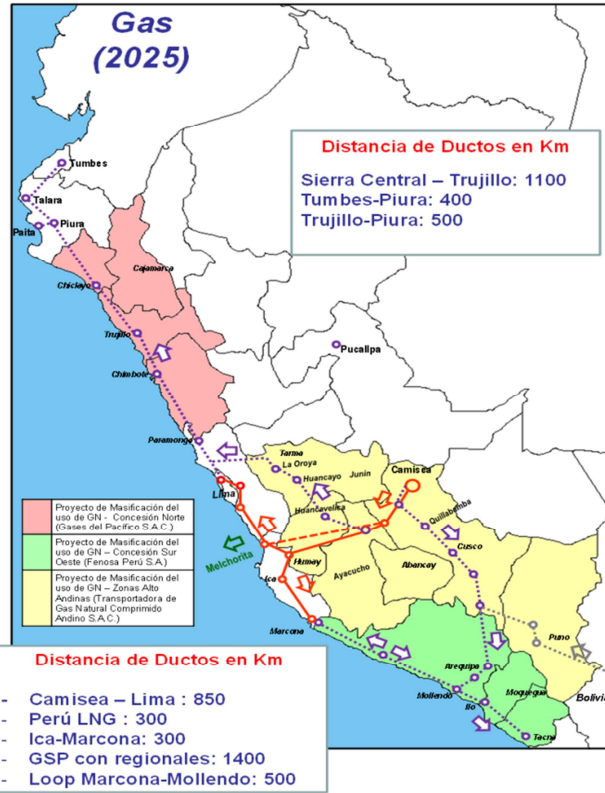 Gas
(2025)
Distancia de Ductos en Km
Sierra Central – Trujillo: 1100
Tumbes-Piura: 400
Trujillo-Piura: 500
Tumbes
Talara
Piura
Paita
Cajamarca
Chiclayo
Trujillo
Pucallpa
Chimbote
Paramonga
Tarma
La Oroya
Camisea
Huancayo
Junin
Lima
Huancavelica
Quillabamba
Cusco
Melchorita
Humay
Abancay
Ayacucho
Ica
Marcona
Puno
Arequipa
Moquegua
Mollendo
Ilo
Bolivia
Tacna
Proyecto de Masificación del
uso de GN - Concesión Norte
(Gases del Pacífico S.A.C.)
Proyecto de Masificación del
uso de GN – Concesión Sur
Oeste (Fenosa Perú S.A.)
Proyecto de Masificación del
uso de GN – Zonas Alto
Andinas (Transportadora de
Gas Natural Comprimido
Andino S.A.C.)
Distancia de Ductos en Km
- Camisea – Lima : 850
- Perú LNG : 300
- Ica-Marcona: 300
- GSP con regionales: 1400
- Loop Marcona-Mollendo: 500